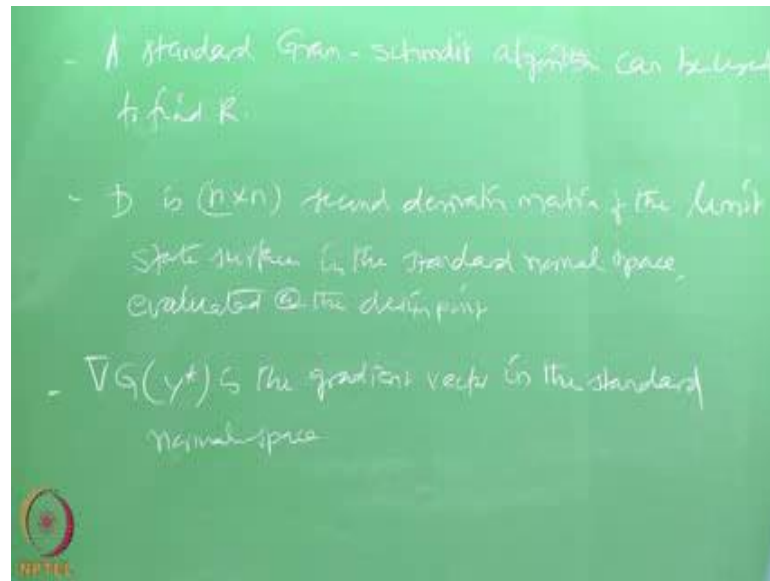 - A standard Gram-schmdit algorithm can be used
to find R.
- D is (n×n) second derivative matrix of the limit
state surface in the standard normal space,
evaluated @ the design point
- ∇G(y*) is the gradient vector in the standard
normal space
NPTEL